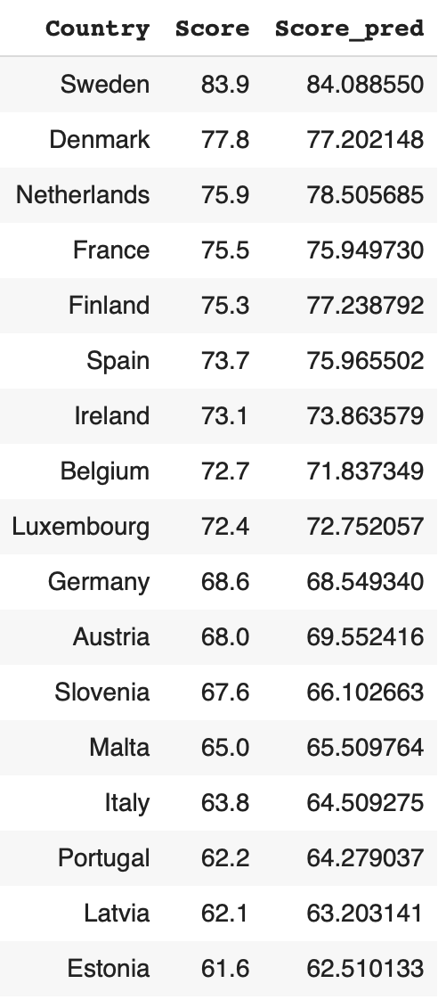 Country Score Score_pred
Sweden 83.9 84.088550
Denmark 77.8 77.202148
Netherlands 75.9 78.505685
France 75.5 75.949730
Finland 75.3 77.238792
Spain 73.7 75.965502
Ireland 73.1 73.863579
Belgium 72.7 71.837349
Luxembourg 72.4 72.752057
Germany 68.6 68.549340
Austria 68.0 69.552416
Slovenia 67.6 66.102663
Malta 65.0 65.509764
Italy 63.8 64.509275
Portugal 62.2 64.279037
Latvia 62.1 63.203141
Estonia 61.6 62.510133